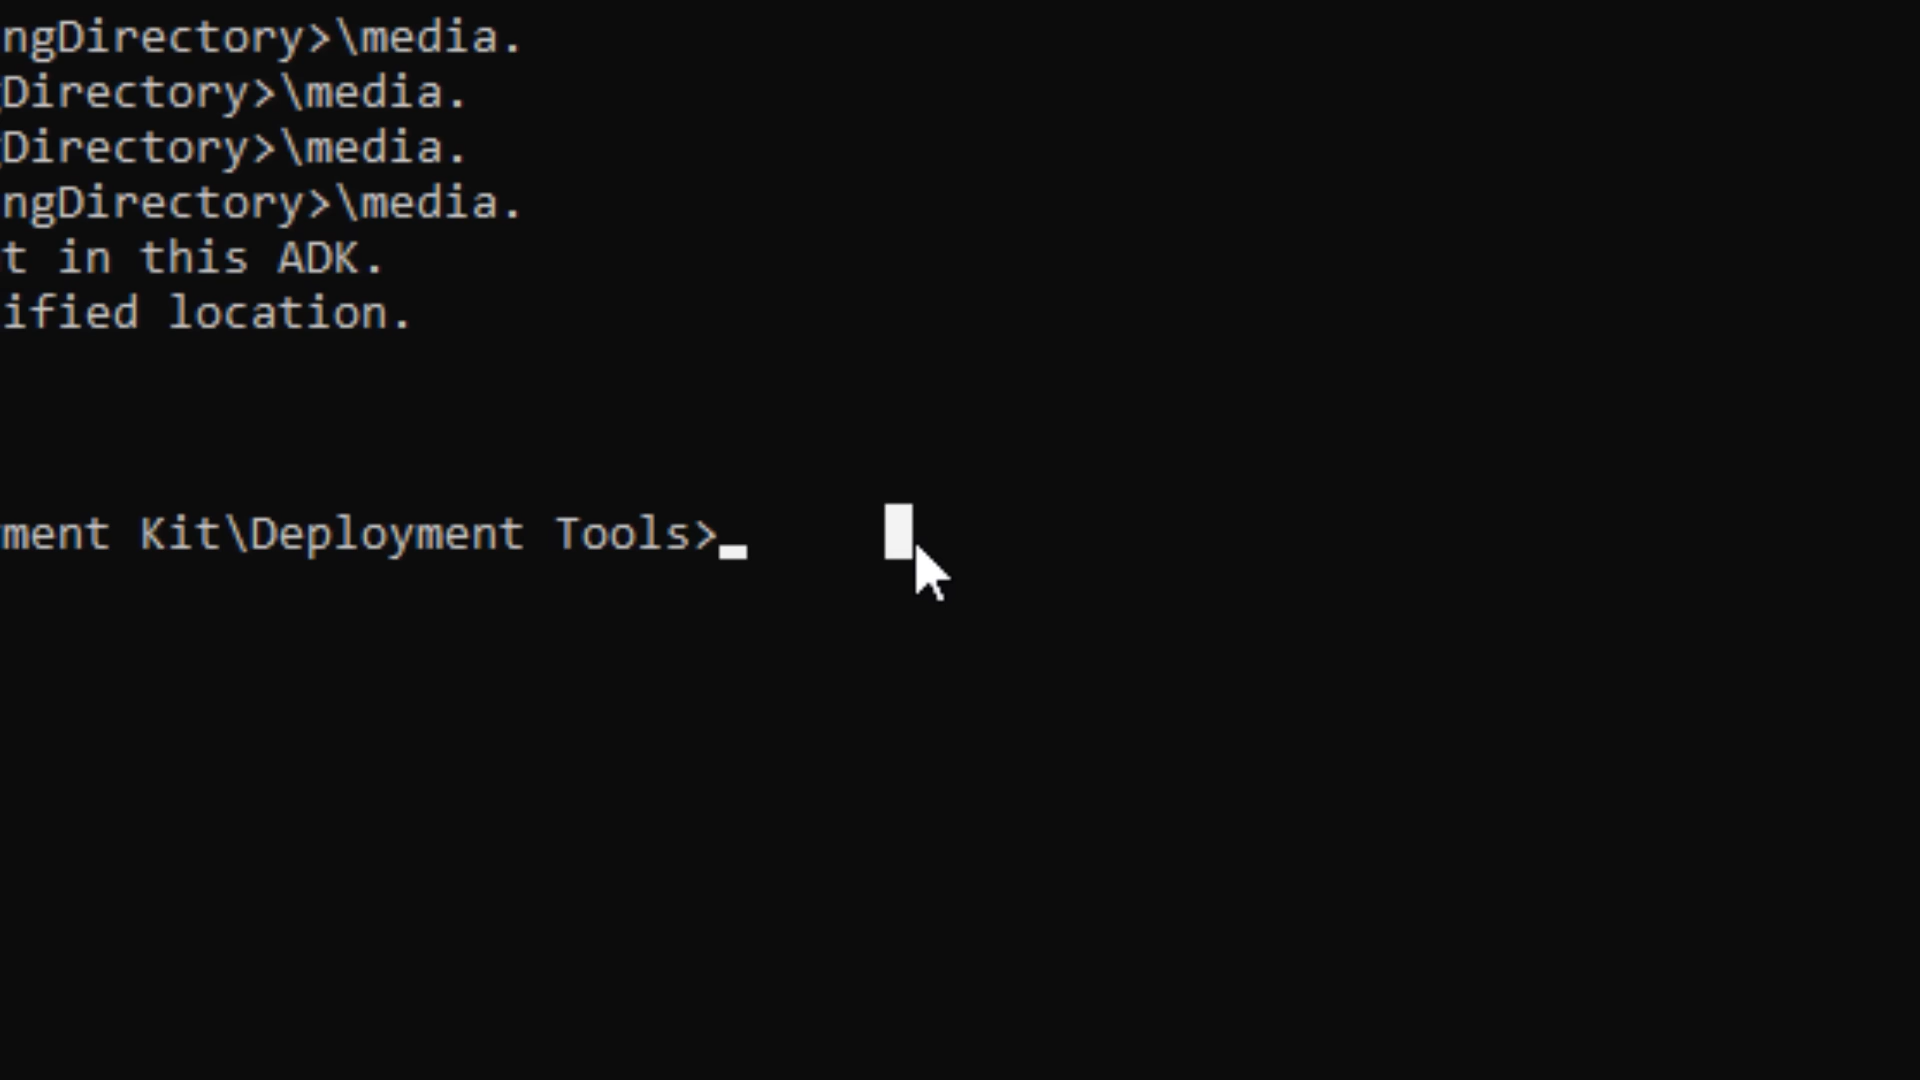 ngDirectory>\media.
Directory>\media.
Directory>\media.
ngDirectory>\media.
t in this ADK.
ified location.
ment Kit\Deployment Tools>